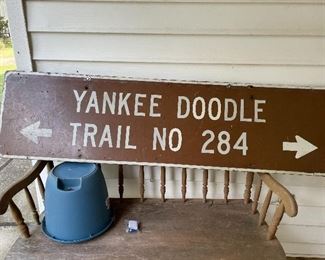 YANKEE DOODLE
TRAIL NO 284